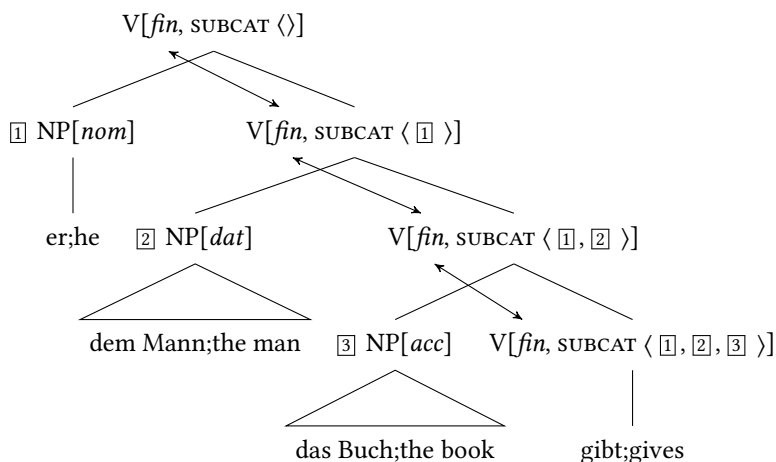 V[fin, SUBCAT ⟨⟩]
1 NP[nom] V[fin, SUBCAT ⟨ 1 ⟩]
er;he 2 NP[dat] V[fin, SUBCAT ⟨ 1, 2 ⟩]
dem Mann;the man 3 NP[acc] V[fin, SUBCAT ⟨ 1, 2, 3 ⟩]
das Buch;the book gibt;gives